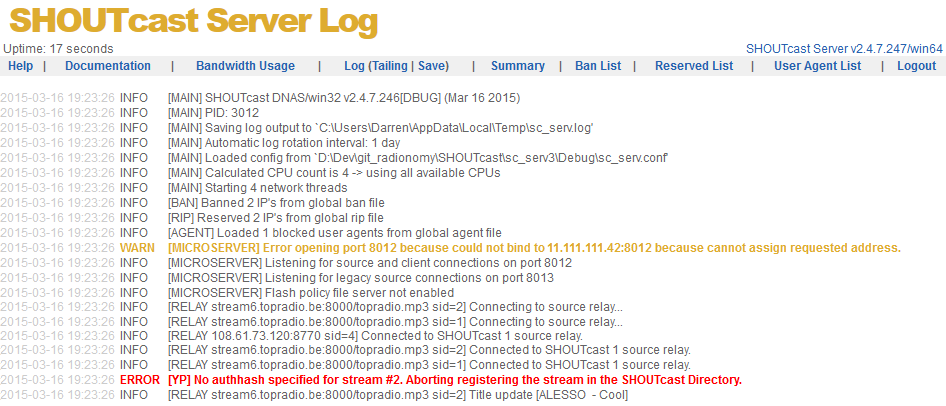 SHOUTcast Server Log
Uptime: 17 seconds SHOUTcast Server v2.4.7.247/win64
Help | Documentation | Bandwidth Usage | Log (Tailing | Save) | Summary | Ban List | Reserved List | User Agent List | Logout
2015-03-16 19:23:26 INFO [MAIN] SHOUTcast DNAS/win32 v2.4.7.246[DBUG] (Mar 16 2015)
2015-03-16 19:23:26 INFO [MAIN] PID: 3012
2015-03-16 19:23:26 INFO [MAIN] Saving log output to `C:\Users\Darren\AppData\Local\Temp\sc_serv.log'
2015-03-16 19:23:26 INFO [MAIN] Automatic log rotation interval: 1 day
2015-03-16 19:23:26 INFO [MAIN] Loaded config from `D:\Dev\git_radionomy\SHOUTcast\sc_serv3\Debug\sc_serv.conf'
2015-03-16 19:23:26 INFO [MAIN] Calculated CPU count is 4 -> using all available CPUs
2015-03-16 19:23:26 INFO [MAIN] Starting 4 network threads
2015-03-16 19:23:26 INFO [BAN] Banned 2 IP's from global ban file
2015-03-16 19:23:26 INFO [RIP] Reserved 2 IP's from global rip file
2015-03-16 19:23:26 INFO [AGENT] Loaded 1 blocked user agents from global agent file
2015-03-16 19:23:26 WARN [MICROSERVER] Error opening port 8012 because could not bind to 11.111.111.42:8012 because cannot assign requested address.
2015-03-16 19:23:26 INFO [MICROSERVER] Listening for source and client connections on port 8012
2015-03-16 19:23:26 INFO [MICROSERVER] Listening for legacy source connections on port 8013
2015-03-16 19:23:26 INFO [MICROSERVER] Flash policy file server not enabled
2015-03-16 19:23:26 INFO [RELAY stream6.topradio.be:8000/topradio.mp3 sid=2] Connecting to source relay...
2015-03-16 19:23:26 INFO [RELAY stream6.topradio.be:8000/topradio.mp3 sid=1] Connecting to source relay...
2015-03-16 19:23:26 INFO [RELAY 108.61.73.120:8770 sid=4] Connected to SHOUTcast 1 source relay.
2015-03-16 19:23:26 INFO [RELAY stream6.topradio.be:8000/topradio.mp3 sid=2] Connected to SHOUTcast 1 source relay.
2015-03-16 19:23:26 INFO [RELAY stream6.topradio.be:8000/topradio.mp3 sid=1] Connected to SHOUTcast 1 source relay.
2015-03-16 19:23:26 ERROR [YP] No authhash specified for stream #2. Aborting registering the stream in the SHOUTcast Directory.
2015-03-16 19:23:26 INFO [RELAY stream6.topradio.be:8000/topradio.mp3 sid=2] Title update [ALESSO - Cool]